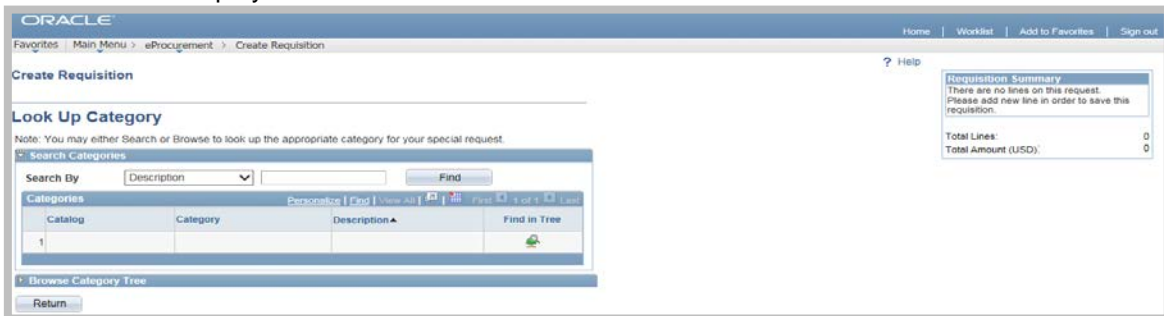 ORACLE
Home | Worklist | Add to Favorites | Sign out
Favorites | Main Menu > eProcurement > Create Requisition
? Help
Create Requisition
Requisition Summary
There are no lines on this request.
Please add new line in order to save this
requisition.
Total Lines: 0
Total Amount (USD): 0
Look Up Category
Note: You may either Search or Browse to look up the appropriate category for your special request.
Search Categories
Search By Description Find
Categories Personalize | Find | View All | First 1 of 1 Last
Catalog Category Description Find in Tree
1
Browse Category Tree
Return